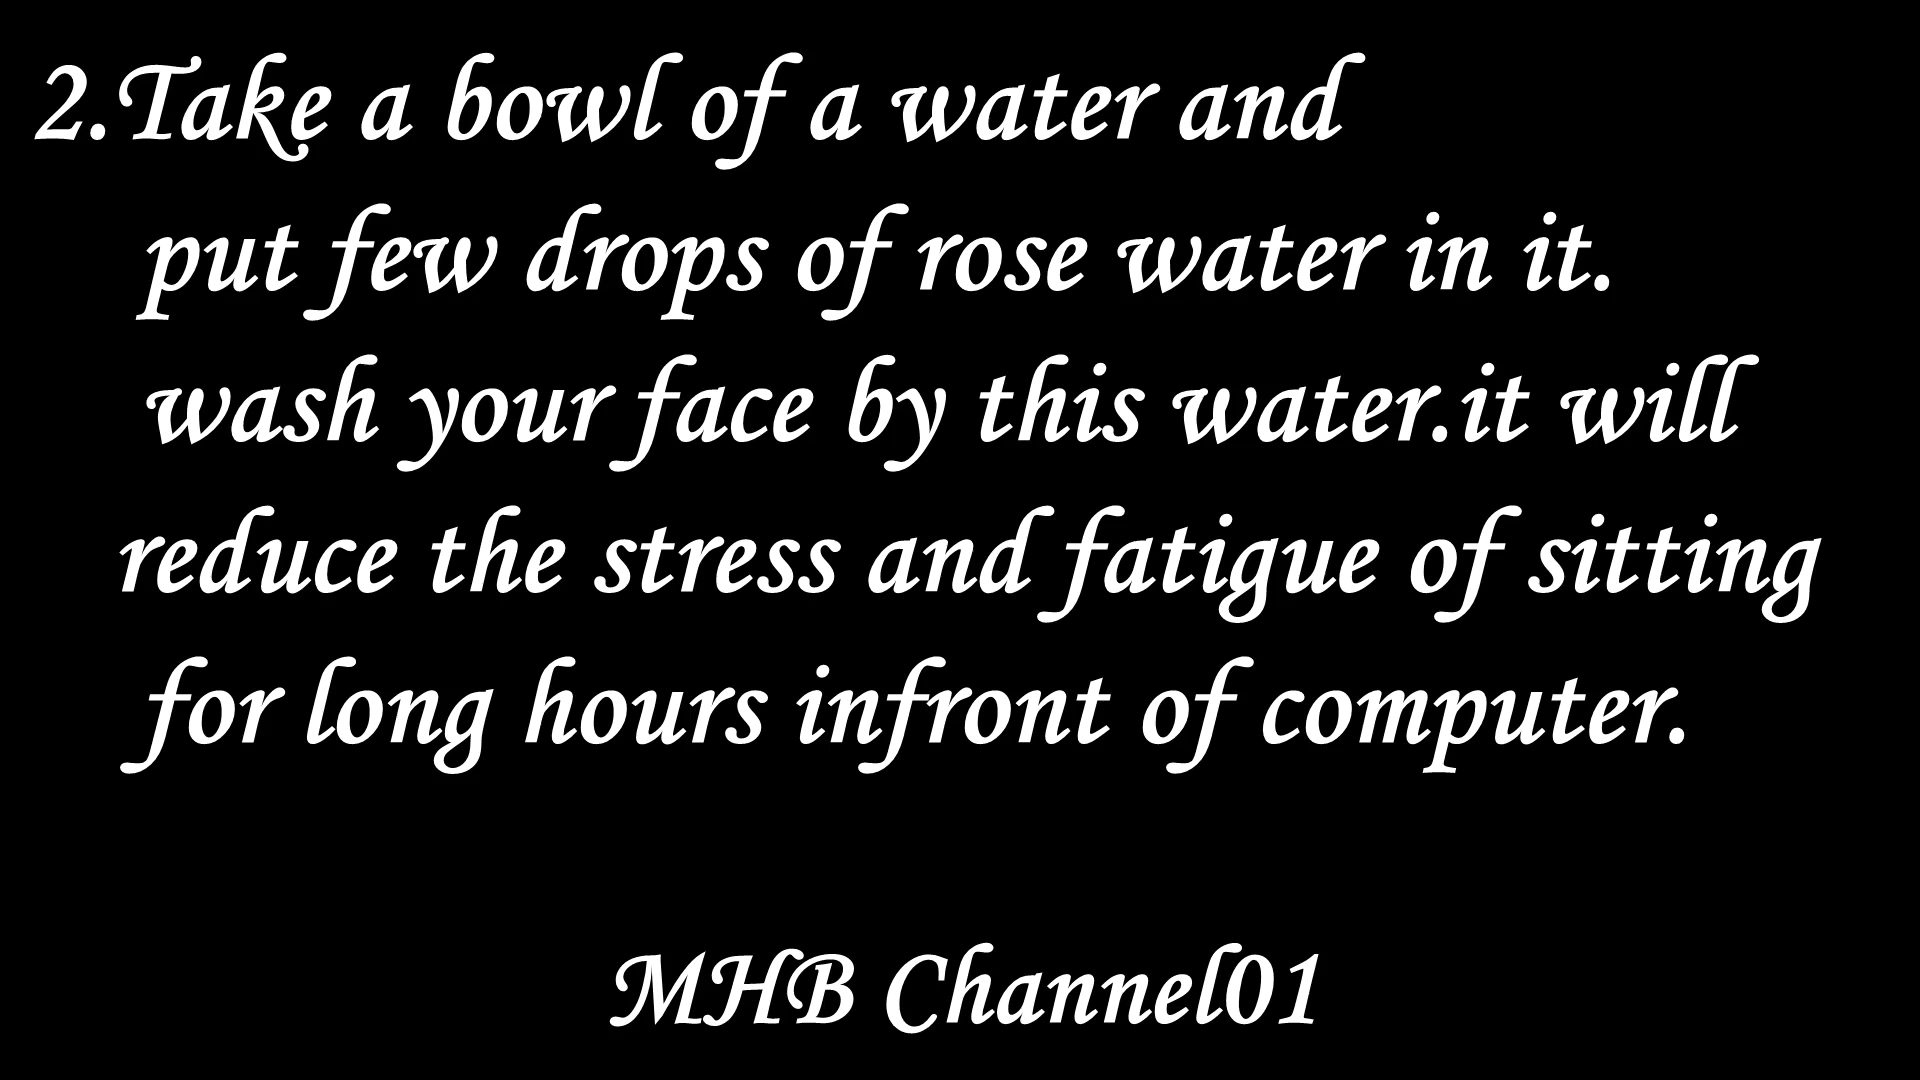 2.Take a bowl of a water and
put few drops of rose water in it.
wash your face by this water.it will
reduce the stress and fatigue of sitting
for long hours infront of computer.
MHB Channel01